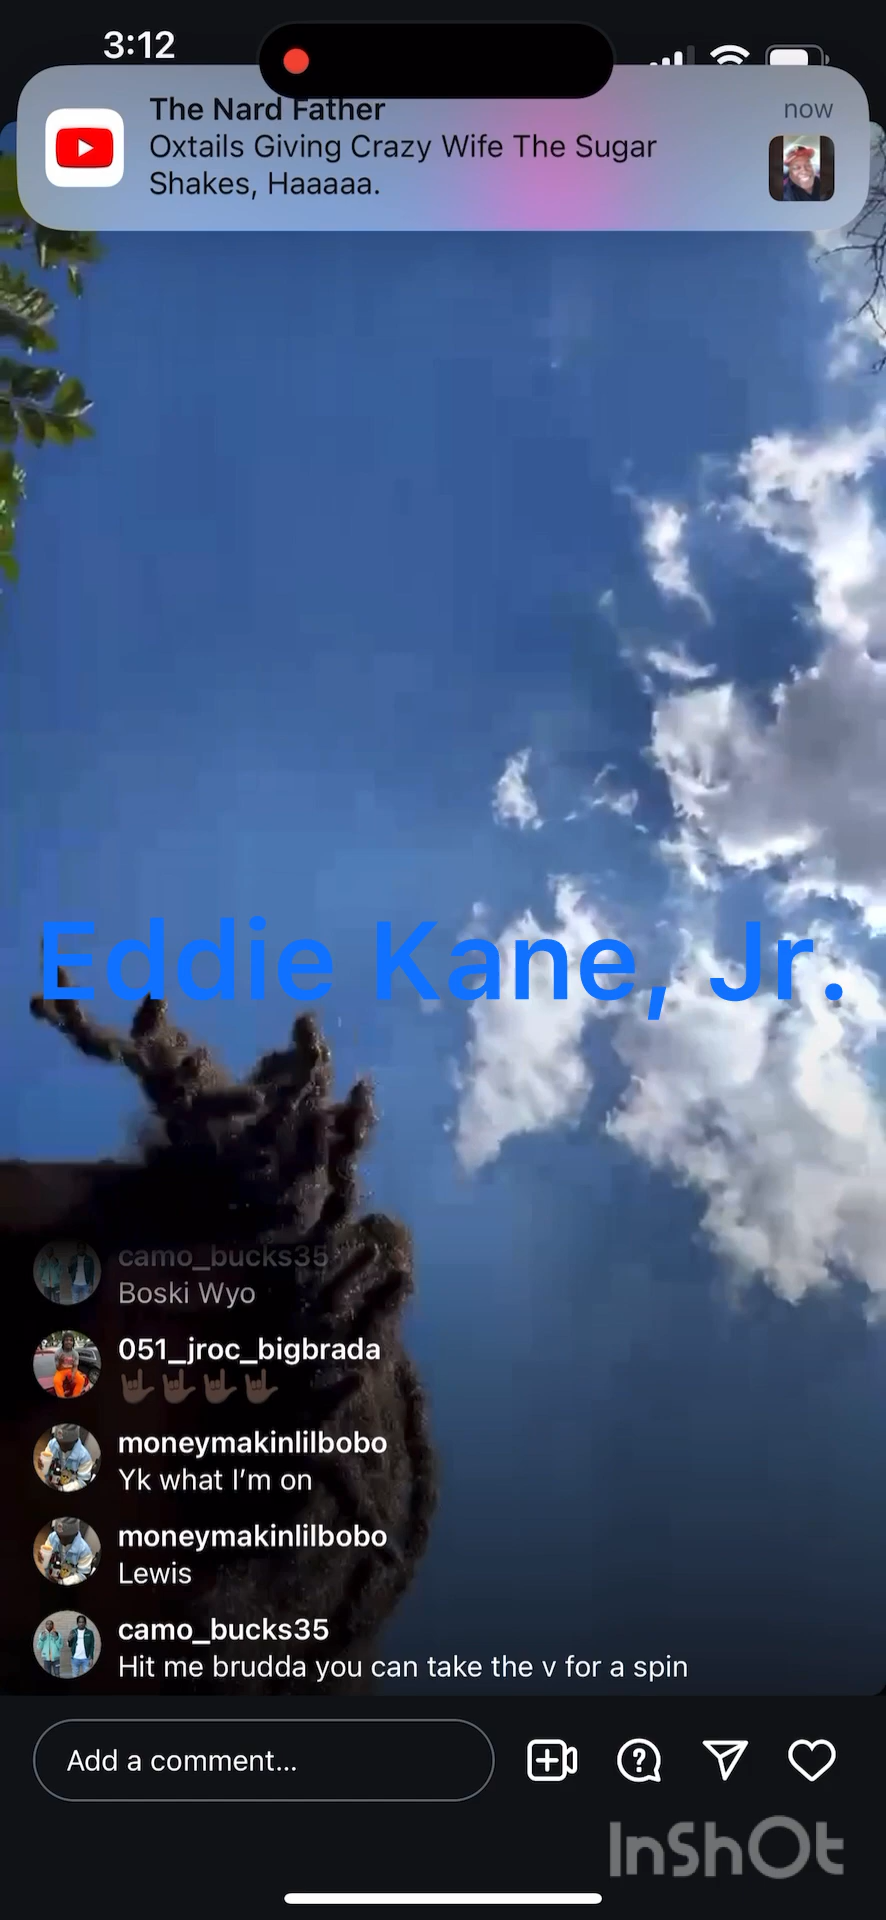 3:12
The Nard Father
now
Oxtails Giving Crazy Wife The Sugar
Shakes, Haaaaa.
Eddie Kane, Jr.
camo_bucks35
Boski Wyo
051_jroc_bigbrada
🤟🏿🤟🏿🤟🏿🤟🏿
moneymakinlilbobo
Yk what I’m on
moneymakinlilbobo
Lewis
camo_bucks35
Hit me brudda you can take the v for a spin
Add a comment...
InShOt